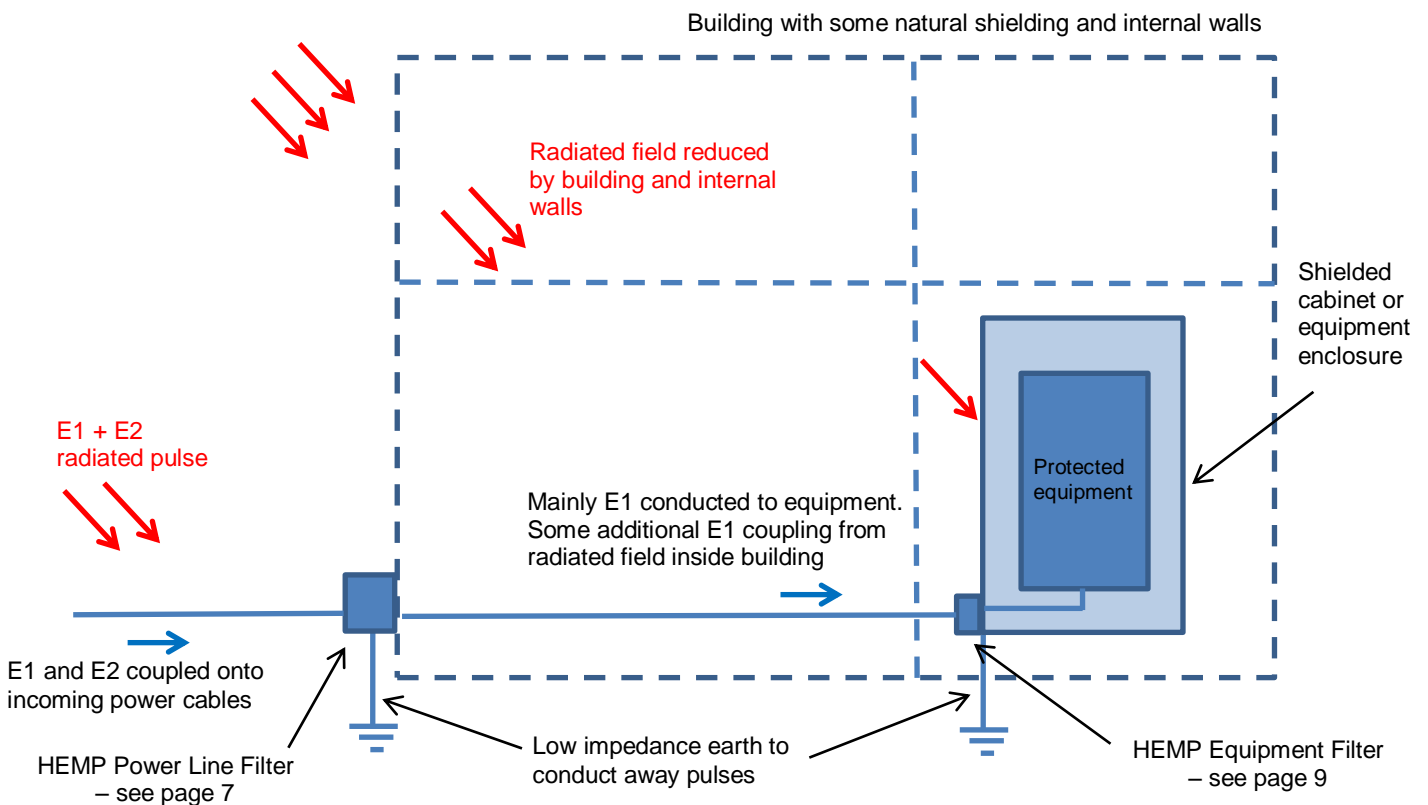 Building with some natural shielding and internal walls
Radiated field reduced
by building and internal
walls
Shielded
cabinet or
equipment
enclosure
E1 + E2
radiated pulse
Protected
equipment
Mainly E1 conducted to equipment.
Some additional E1 coupling from
radiated field inside building
E1 and E2 coupled onto
incoming power cables
HEMP Power Line Filter
– see page 7
Low impedance earth to
conduct away pulses
HEMP Equipment Filter
– see page 9